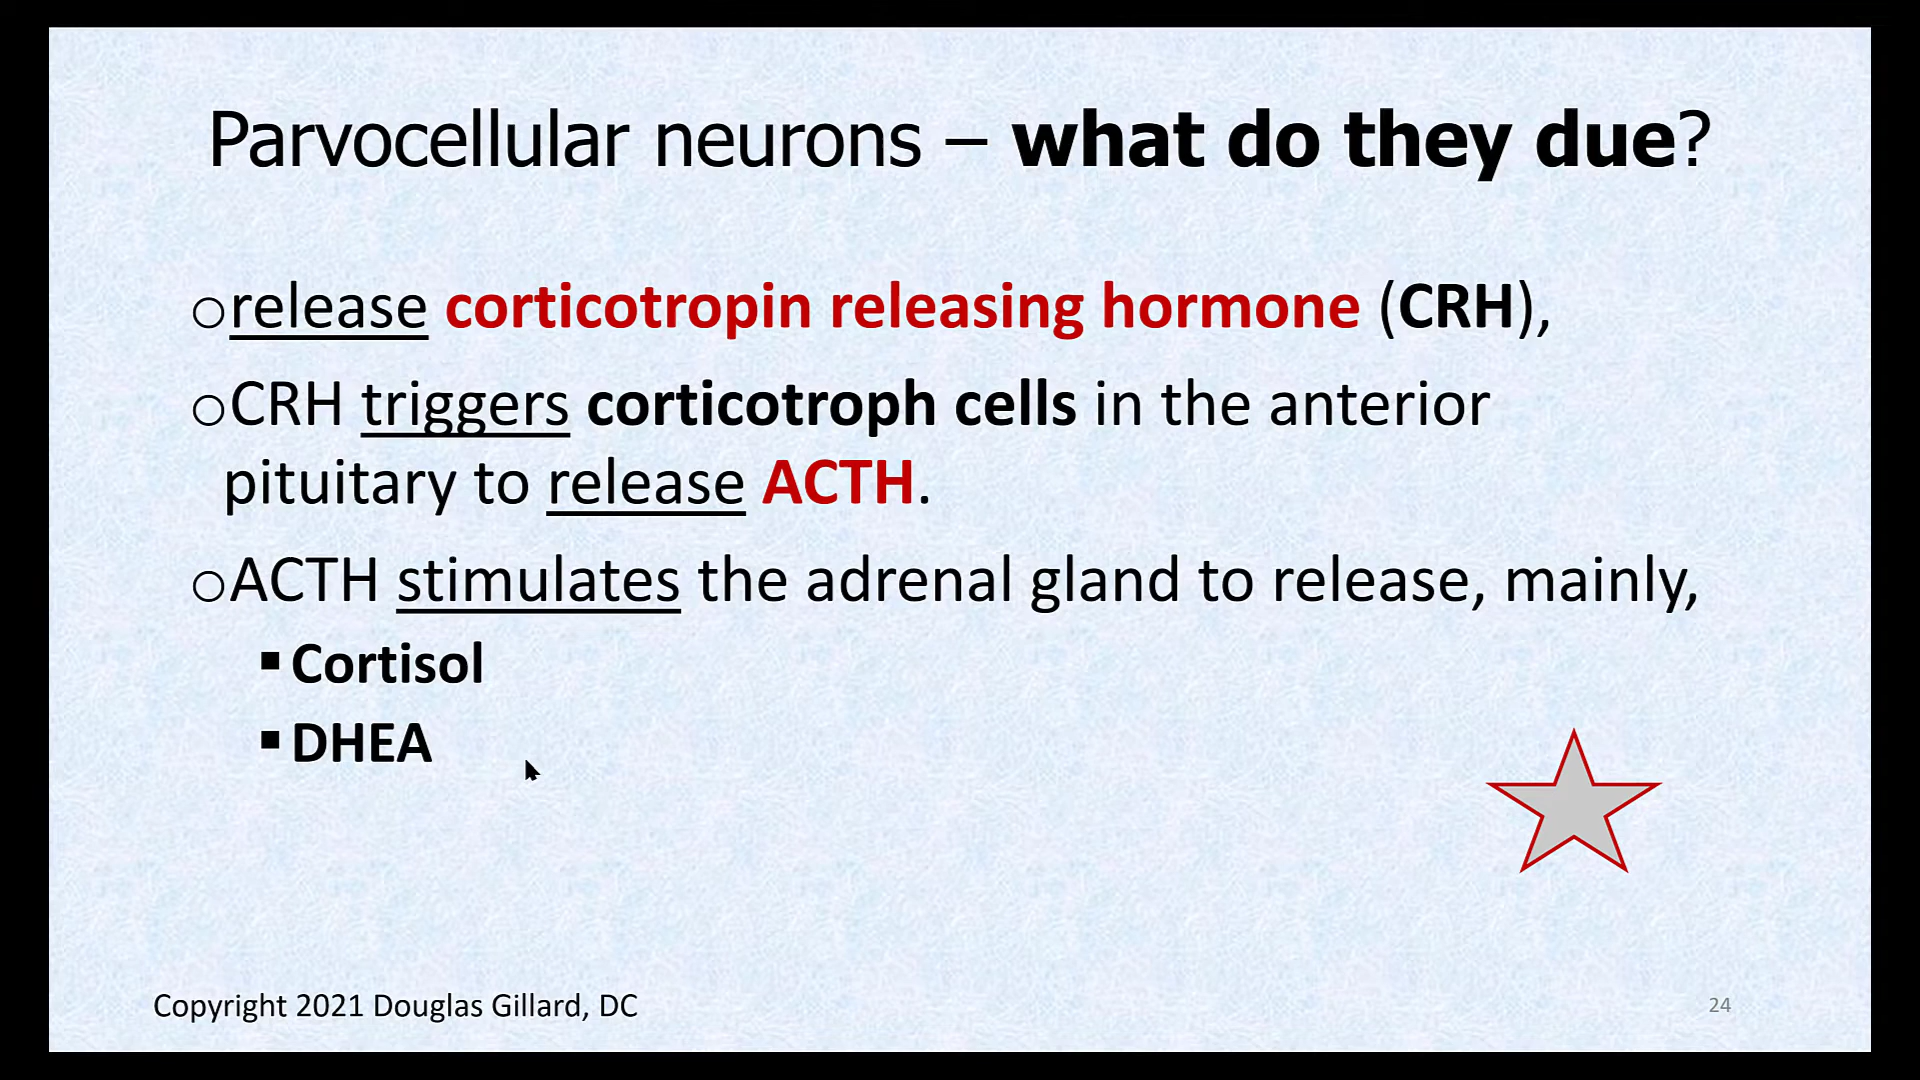 Parvocellular neurons – what do they due?
release corticotropin releasing hormone (CRH),
CRH triggers corticotroph cells in the anterior
pituitary to release ACTH.
ACTH stimulates the adrenal gland to release, mainly,
Cortisol
DHEA
Copyright 2021 Douglas Gillard, DC
24